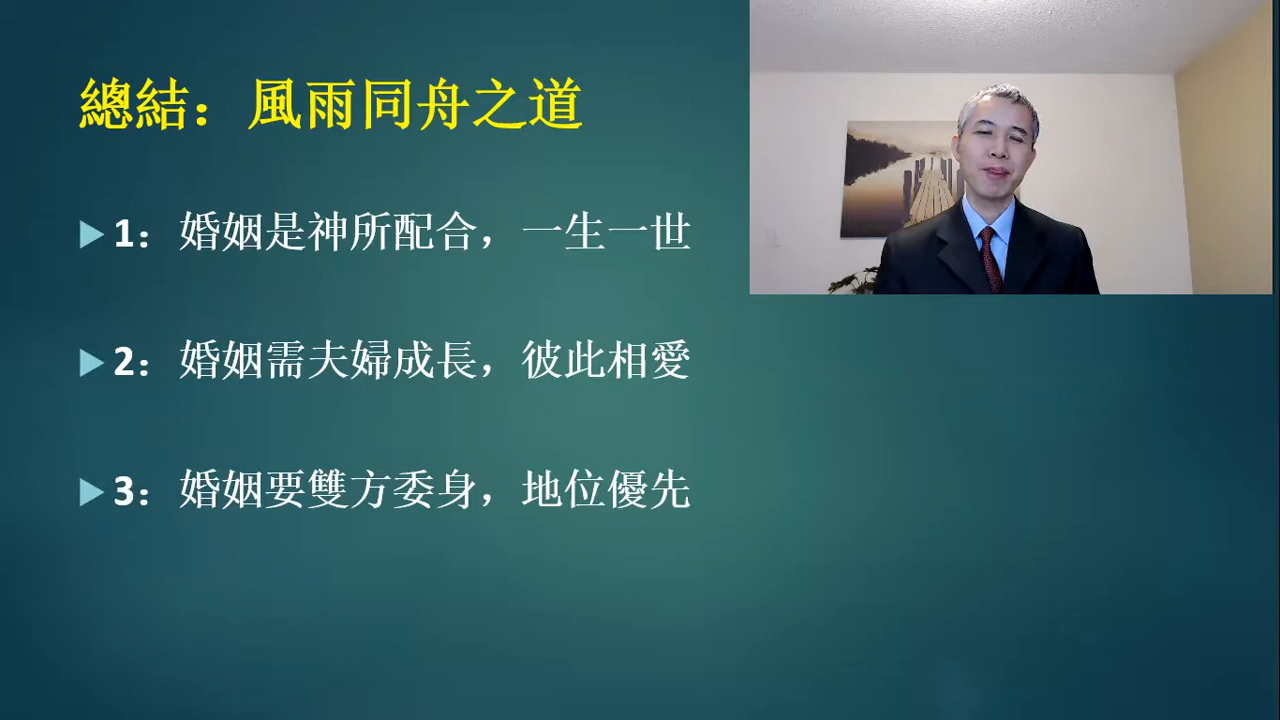 總結：風雨同舟之道
1：婚姻是神所配合，一生一世
2：婚姻需夫婦成長，彼此相愛
3：婚姻要雙方委身，地位優先